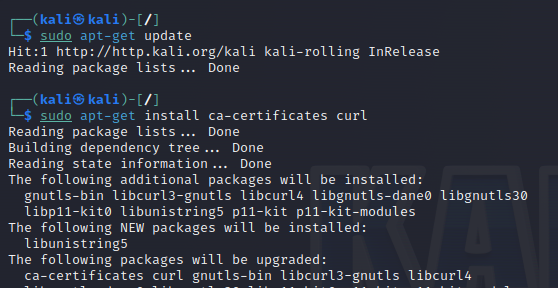 ┌──(kali㉿kali)-[/]
└─$ sudo apt-get update
Hit:1 http://http.kali.org/kali kali-rolling InRelease
Reading package lists... Done
┌──(kali㉿kali)-[/]
└─$ sudo apt-get install ca-certificates curl
Reading package lists... Done
Building dependency tree... Done
Reading state information... Done
The following additional packages will be installed:
gnutls-bin libcurl3-gnutls libcurl4 libgnutls-dane0 libgnutls30
libp11-kit0 libunistring5 p11-kit p11-kit-modules
The following NEW packages will be installed:
libunistring5
The following packages will be upgraded:
ca-certificates curl gnutls-bin libcurl3-gnutls libcurl4